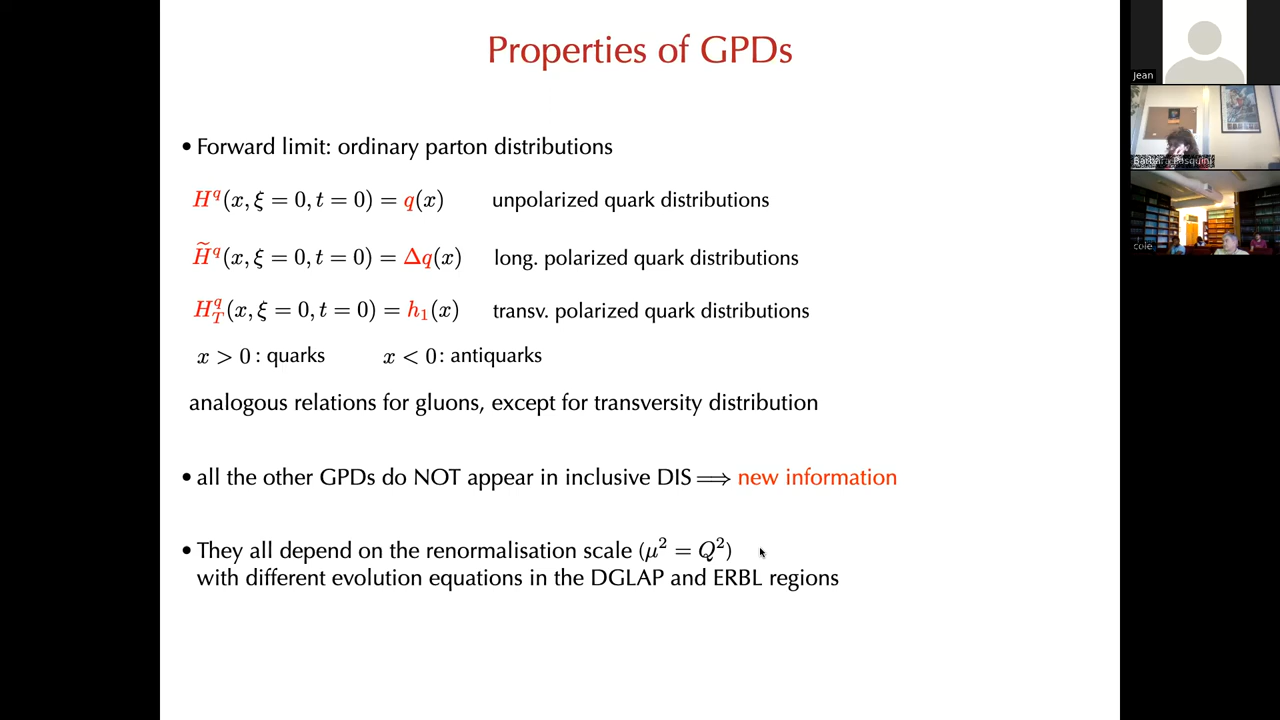 Properties of GPDs
• Forward limit: ordinary parton distributions
H^q(x, ξ = 0, t = 0) = q(x) unpolarized quark distributions
H̃^q(x, ξ = 0, t = 0) = Δq(x) long. polarized quark distributions
H_T^q(x, ξ = 0, t = 0) = h_1(x) transv. polarized quark distributions
x > 0 : quarks x < 0 : antiquarks
analogous relations for gluons, except for transversity distribution
• all the other GPDs do NOT appear in inclusive DIS ⟹ new information
• They all depend on the renormalisation scale (μ² = Q²)
with different evolution equations in the DGLAP and ERBL regions
Jean
Barbara Pasquini
cole